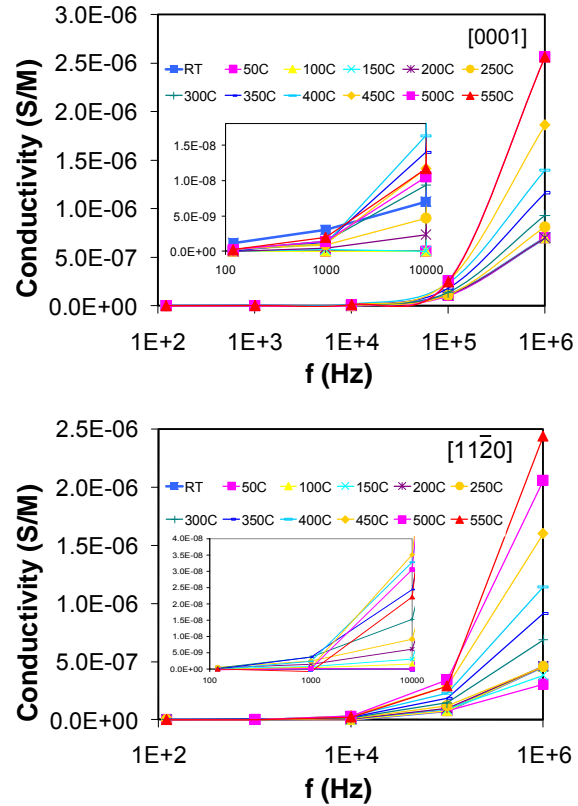 [0001]
3.0E-06
2.5E-06
2.0E-06
1.5E-06
1.0E-06
5.0E-07
0.0E+00
Conductivity (S/M)
RT 50C 100C 150C 200C 250C
300C 350C 400C 450C 500C 550C
1.5E-08
1.0E-08
5.0E-09
0.0E+00
100 1000 10000
1E+2 1E+3 1E+4 1E+5 1E+6
f (Hz)
[112̅0]
2.5E-06
2.0E-06
1.5E-06
1.0E-06
5.0E-07
0.0E+00
Conductivity (S/M)
RT 50C 100C 150C 200C 250C
300C 350C 400C 450C 500C 550C
4.0E-08
3.5E-08
3.0E-08
2.5E-08
2.0E-08
1.5E-08
1.0E-08
5.0E-09
0.0E+00
100 1000 10000
1E+2 1E+4 1E+6
f (Hz)